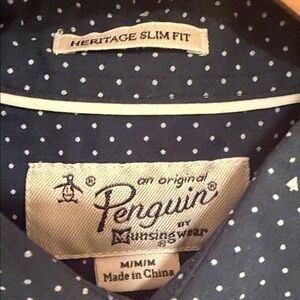 HERITAGE SLIM FIT
an original
Penguin®
BY
Munsingwear
M/M/M
Made in China